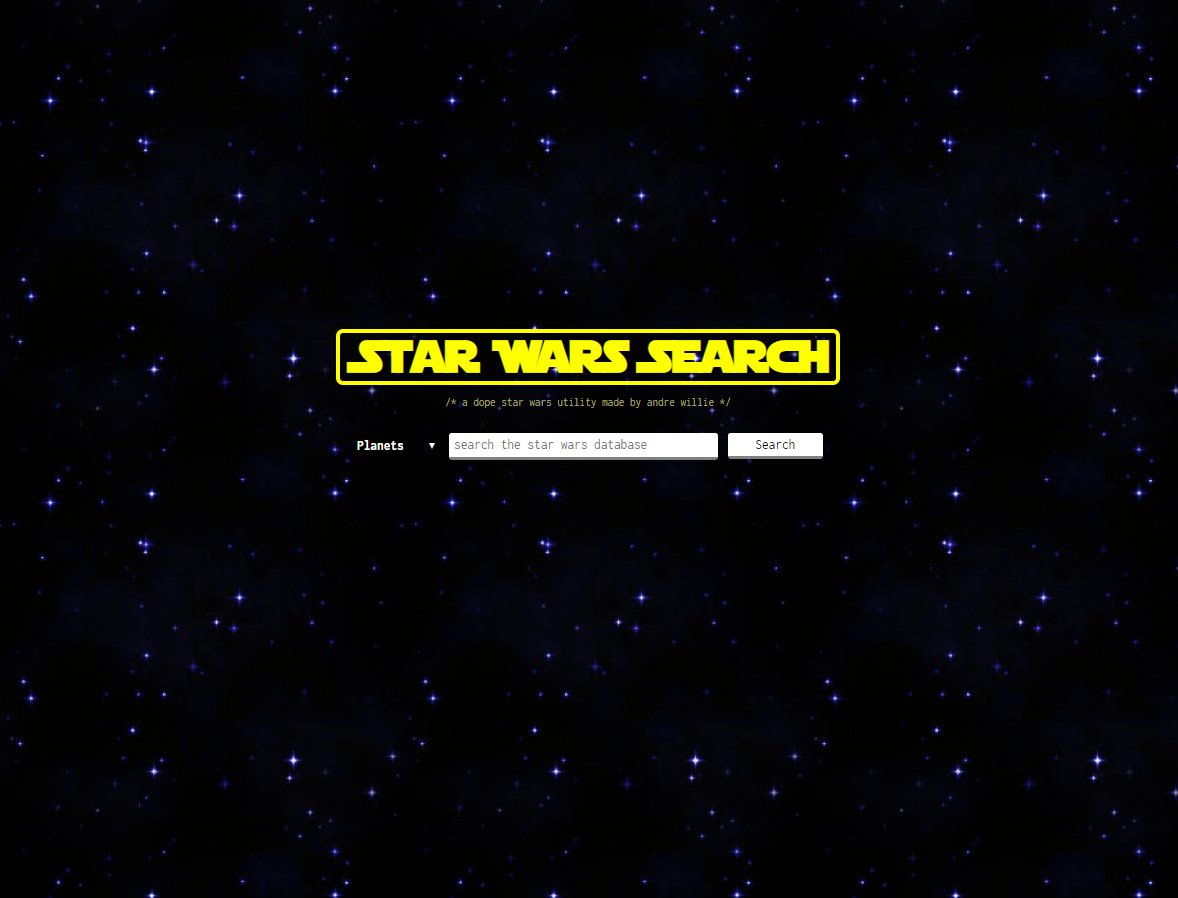 STAR WARS SEARCH
/* a dope star wars utility made by andre willie */
Planets ▼ search the star wars database Search